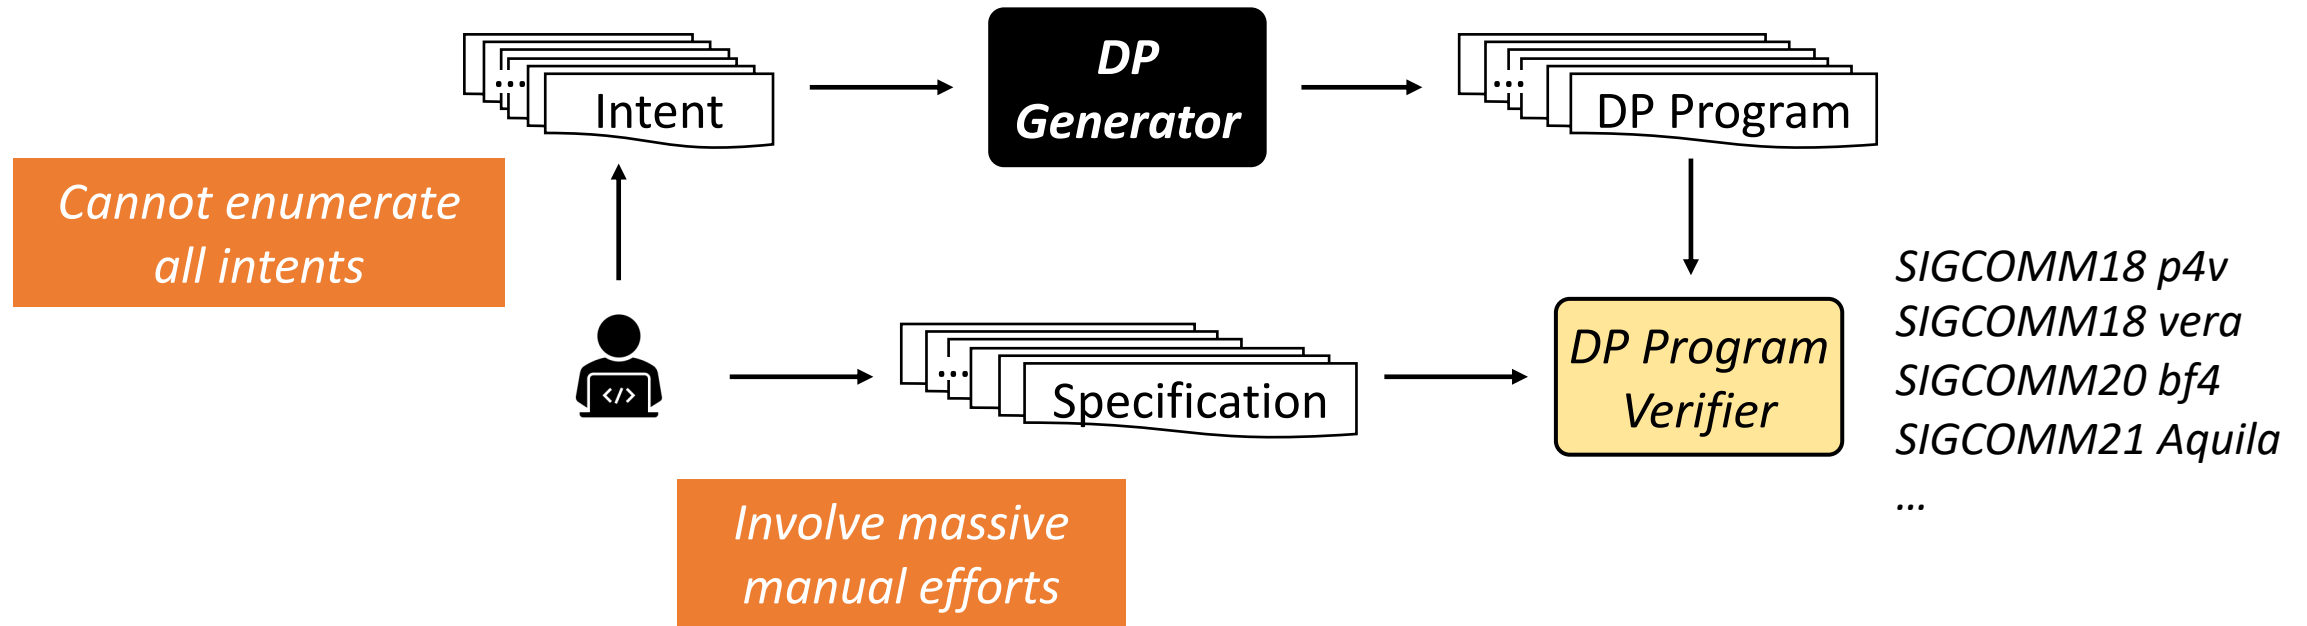 DP
Generator
...
Intent
...
DP Program
Cannot enumerate
all intents
SIGCOMM18 p4v
SIGCOMM18 vera
SIGCOMM20 bf4
SIGCOMM21 Aquila
...
DP Program
Verifier
...
Specification
</>
Involve massive
manual efforts